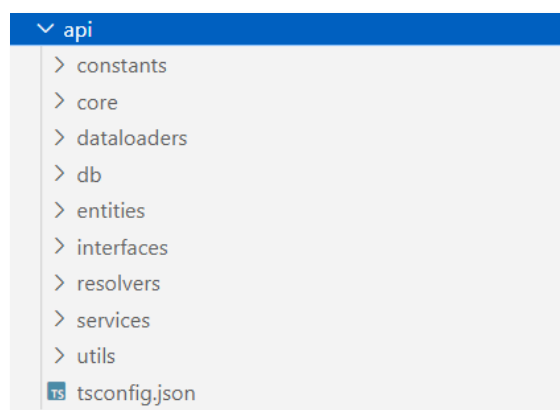 api
constants
core
dataloaders
db
entities
interfaces
resolvers
services
utils
TS tsconfig.json